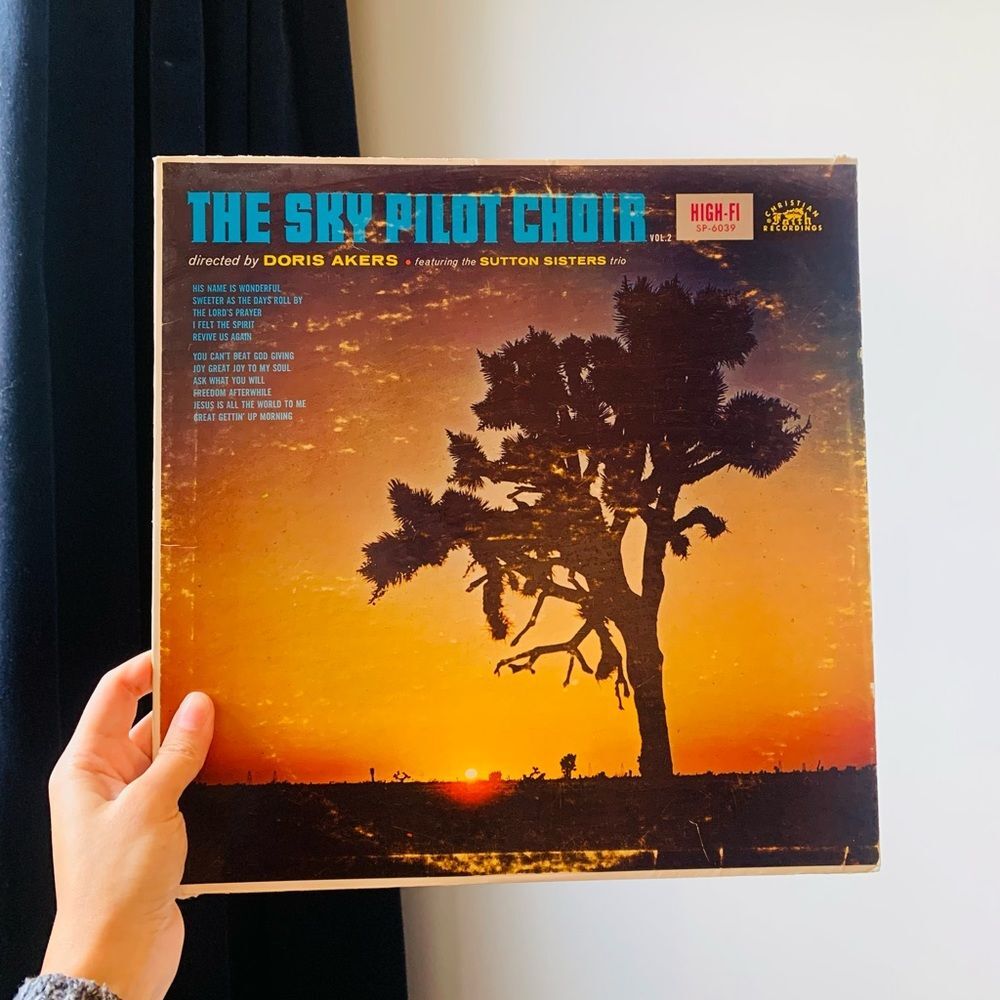 THE SKY PILOT CHOIR VOL.2
HIGH-FI
SP-6039
CHRISTIAN
Faith
RECORDINGS
directed by DORIS AKERS • featuring the SUTTON SISTERS trio
HIS NAME IS WONDERFUL
SWEETER AS THE DAYS ROLL BY
THE LORD'S PRAYER
I FELT THE SPIRIT
REVIVE US AGAIN
YOU CAN'T BEAT GOD GIVING
JOY GREAT JOY TO MY SOUL
ASK WHAT YOU WILL
FREEDOM AFTERWHILE
JESUS IS ALL THE WORLD TO ME
GREAT GETTIN' UP MORNING